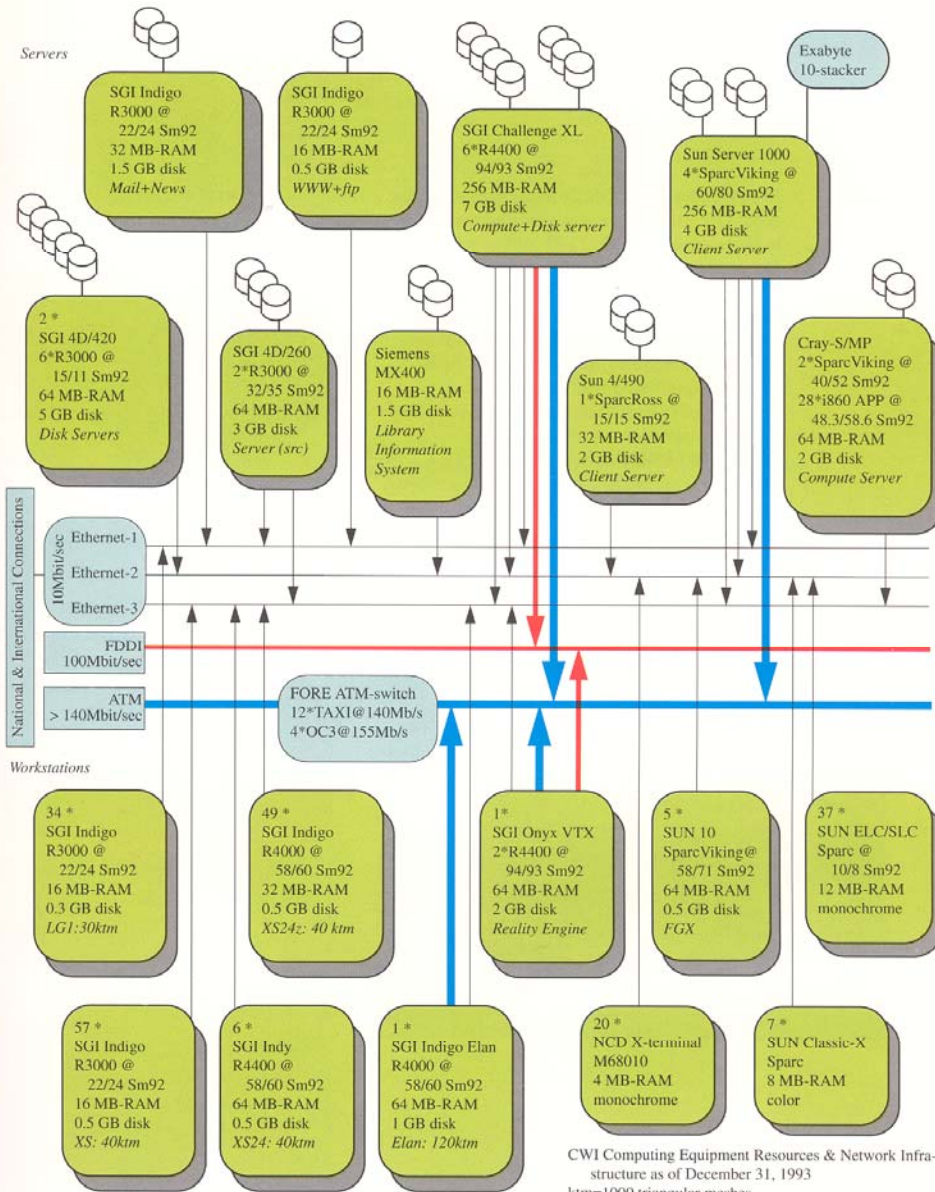 Servers
Exabyte
10-stacker
SGI Indigo
R3000 @
22/24 Sm92
32 MB-RAM
1.5 GB disk
Mail+News
SGI Indigo
R3000 @
22/24 Sm92
16 MB-RAM
0.5 GB disk
WWW+ftp
SGI Challenge XL
6*R4400 @
94/93 Sm92
256 MB-RAM
7 GB disk
Compute+Disk server
Sun Server 1000
4*SparcViking @
60/80 Sm92
256 MB-RAM
4 GB disk
Client Server
2 *
SGI 4D/420
6*R3000 @
15/11 Sm92
64 MB-RAM
5 GB disk
Disk Servers
SGI 4D/260
2*R3000 @
32/35 Sm92
64 MB-RAM
3 GB disk
Server (src)
Siemens
MX400
16 MB-RAM
1.5 GB disk
Library
Information
System
Sun 4/490
1*SparcRoss @
15/15 Sm92
32 MB-RAM
2 GB disk
Client Server
Cray-S/MP
2*SparcViking @
40/52 Sm92
28*i860 APP @
48.3/58.6 Sm92
64 MB-RAM
2 GB disk
Compute Server
National & International Connections
10Mbit/sec
Ethernet-1
Ethernet-2
Ethernet-3
FDDI
100Mbit/sec
ATM
> 140Mbit/sec
FORE ATM-switch
12*TAXI@140Mb/s
4*OC3@155Mb/s
Workstations
34 *
SGI Indigo
R3000 @
22/24 Sm92
16 MB-RAM
0.3 GB disk
LG1:30ktm
49 *
SGI Indigo
R4000 @
58/60 Sm92
32 MB-RAM
0.5 GB disk
XS24z: 40 ktm
1*
SGI Onyx VTX
2*R4400 @
94/93 Sm92
64 MB-RAM
2 GB disk
Reality Engine
5 *
SUN 10
SparcViking@
58/71 Sm92
64 MB-RAM
0.5 GB disk
FGX
37 *
SUN ELC/SLC
Sparc @
10/8 Sm92
12 MB-RAM
monochrome
57 *
SGI Indigo
R3000 @
22/24 Sm92
16 MB-RAM
0.5 GB disk
XS: 40ktm
6 *
SGI Indy
R4400 @
58/60 Sm92
64 MB-RAM
0.5 GB disk
XS24: 40ktm
1 *
SGI Indigo Elan
R4000 @
58/60 Sm92
64 MB-RAM
1 GB disk
Elan: 120ktm
20 *
NCD X-terminal
M68010
4 MB-RAM
monochrome
7 *
SUN Classic-X
Sparc
8 MB-RAM
color
CWI Computing Equipment Resources & Network Infra-
structure as of December 31, 1993
ktm=1000 triangular meshes